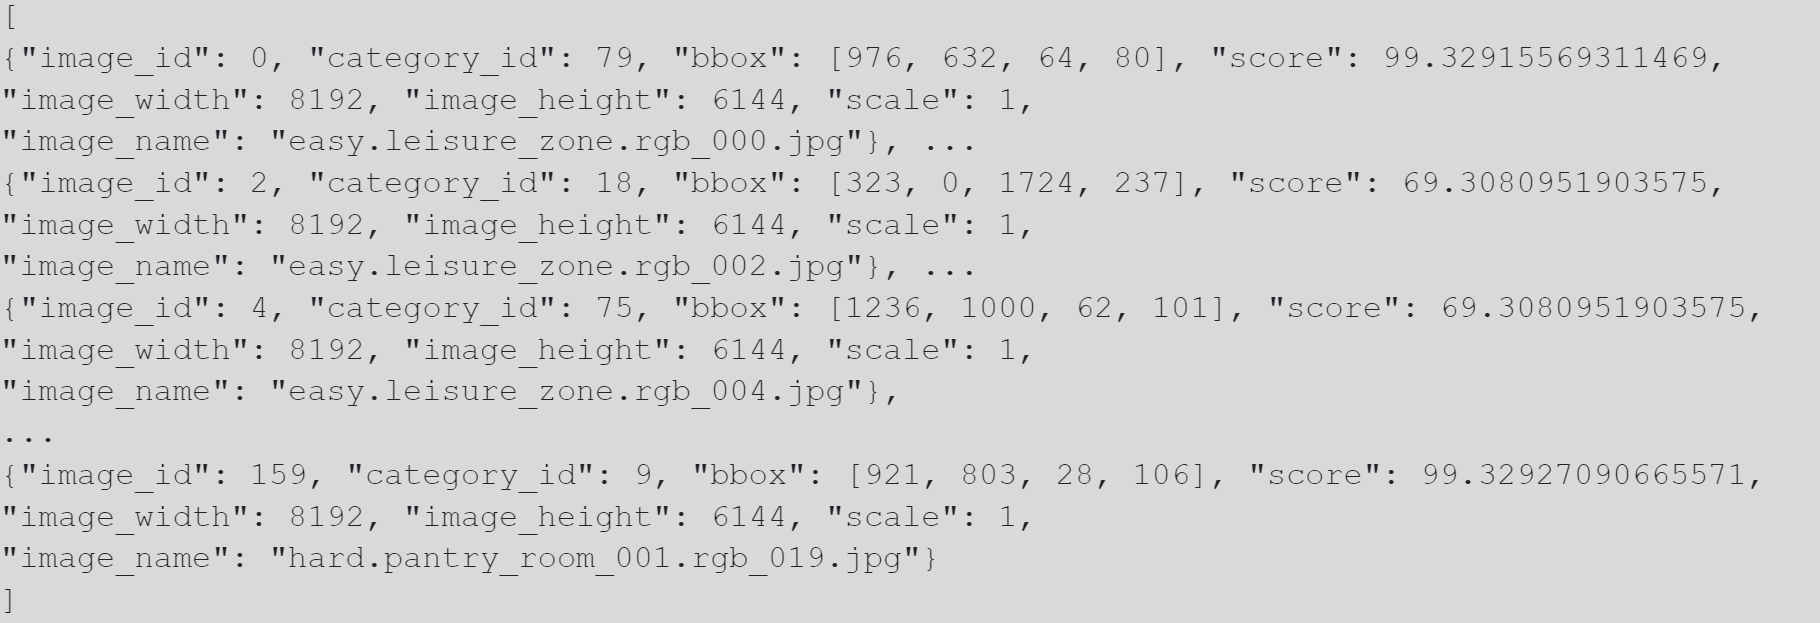 [
{"image_id": 0, "category_id": 79, "bbox": [976, 632, 64, 80], "score": 99.32915569311469,
"image_width": 8192, "image_height": 6144, "scale": 1,
"image_name": "easy.leisure_zone.rgb_000.jpg"}, ...
{"image_id": 2, "category_id": 18, "bbox": [323, 0, 1724, 237], "score": 69.3080951903575,
"image_width": 8192, "image_height": 6144, "scale": 1,
"image_name": "easy.leisure_zone.rgb_002.jpg"}, ...
{"image_id": 4, "category_id": 75, "bbox": [1236, 1000, 62, 101], "score": 69.3080951903575,
"image_width": 8192, "image_height": 6144, "scale": 1,
"image_name": "easy.leisure_zone.rgb_004.jpg"},
...
{"image_id": 159, "category_id": 9, "bbox": [921, 803, 28, 106], "score": 99.32927090665571,
"image_width": 8192, "image_height": 6144, "scale": 1,
"image_name": "hard.pantry_room_001.rgb_019.jpg"}
]